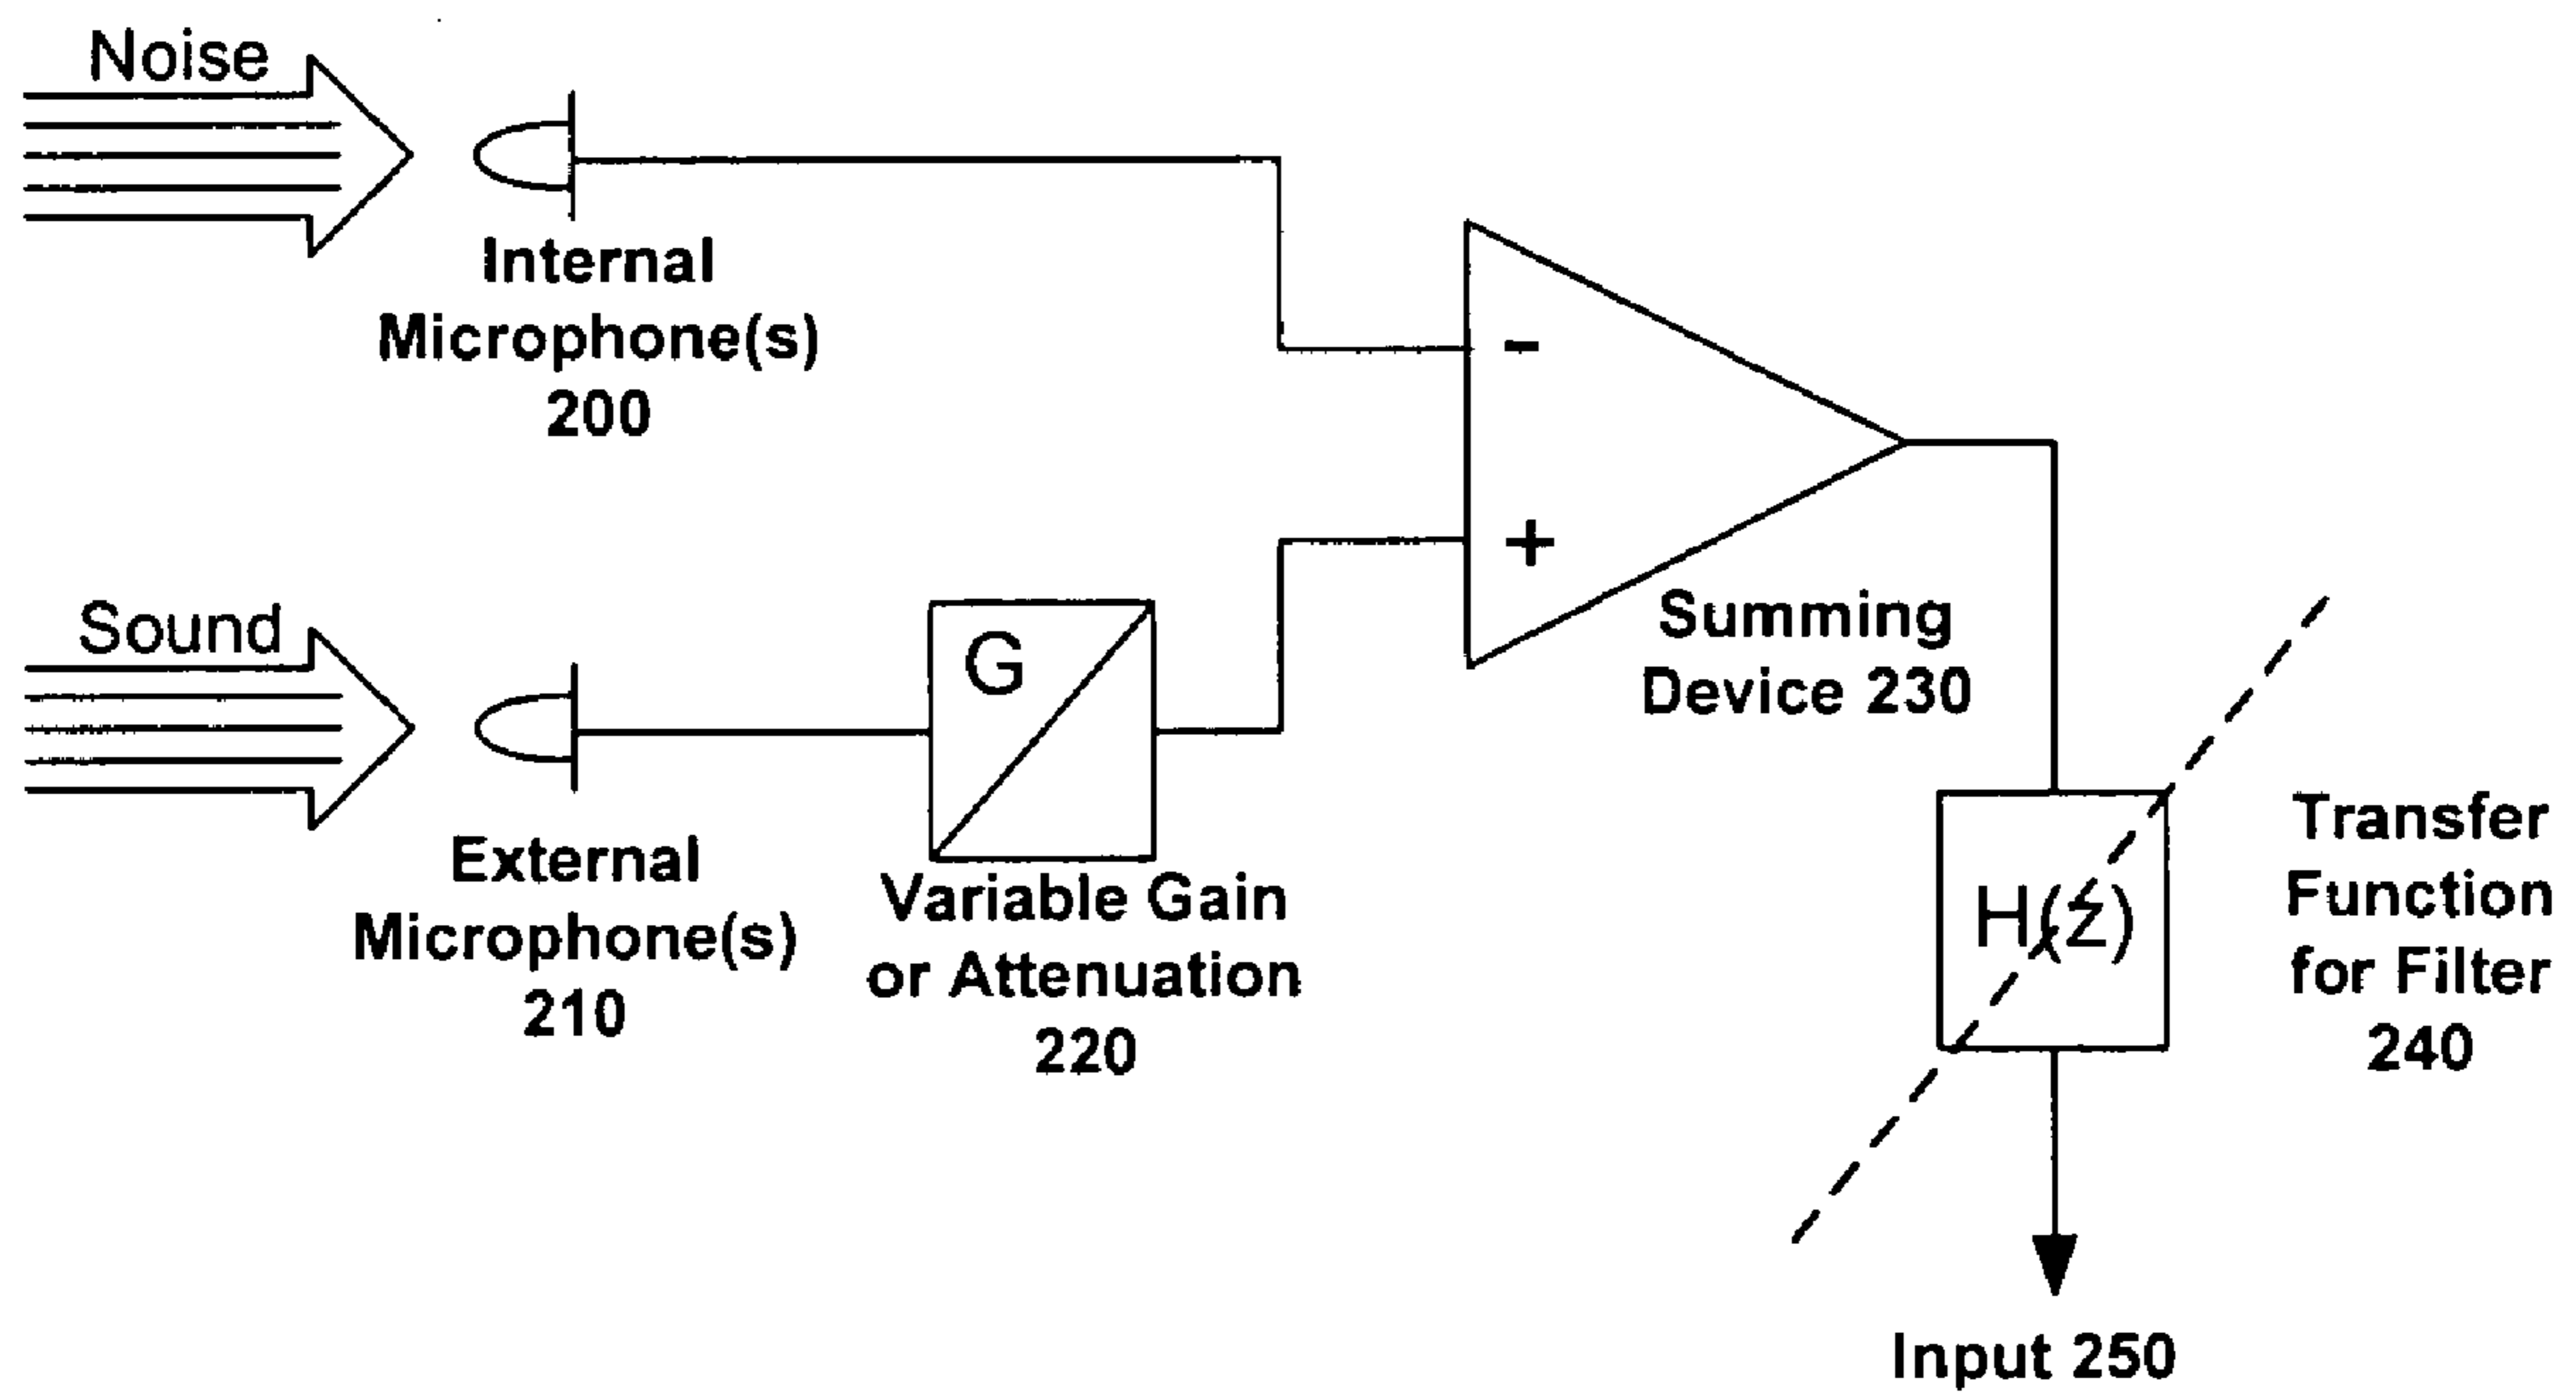 Noise
Internal
Microphone(s)
200
-
+
Summing
Device 230
Sound
G
External
Microphone(s)
210
Variable Gain
or Attenuation
220
H(z)
Transfer
Function
for Filter
240
Input 250